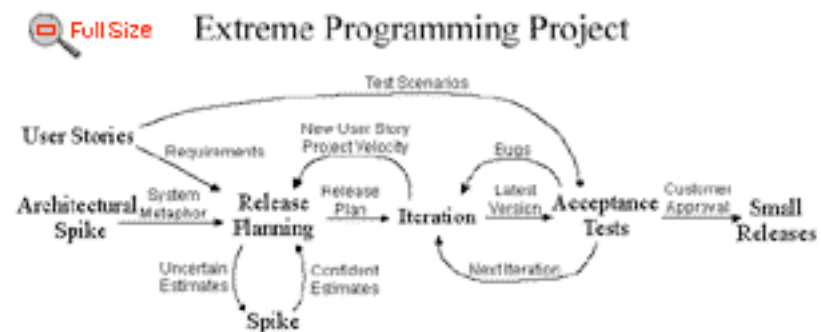 Full Size
Extreme Programming Project
Test Scenarios
User Stories
New User Story
Project Velocity
Bugs
Requirements
Architectural
Spike
System
Metaphor
Release
Planning
Release
Plan
Iteration
Latest
Version
Acceptance
Tests
Customer
Approval
Small
Releases
Uncertain
Estimates
Confident
Estimates
Next Iteration
Spike